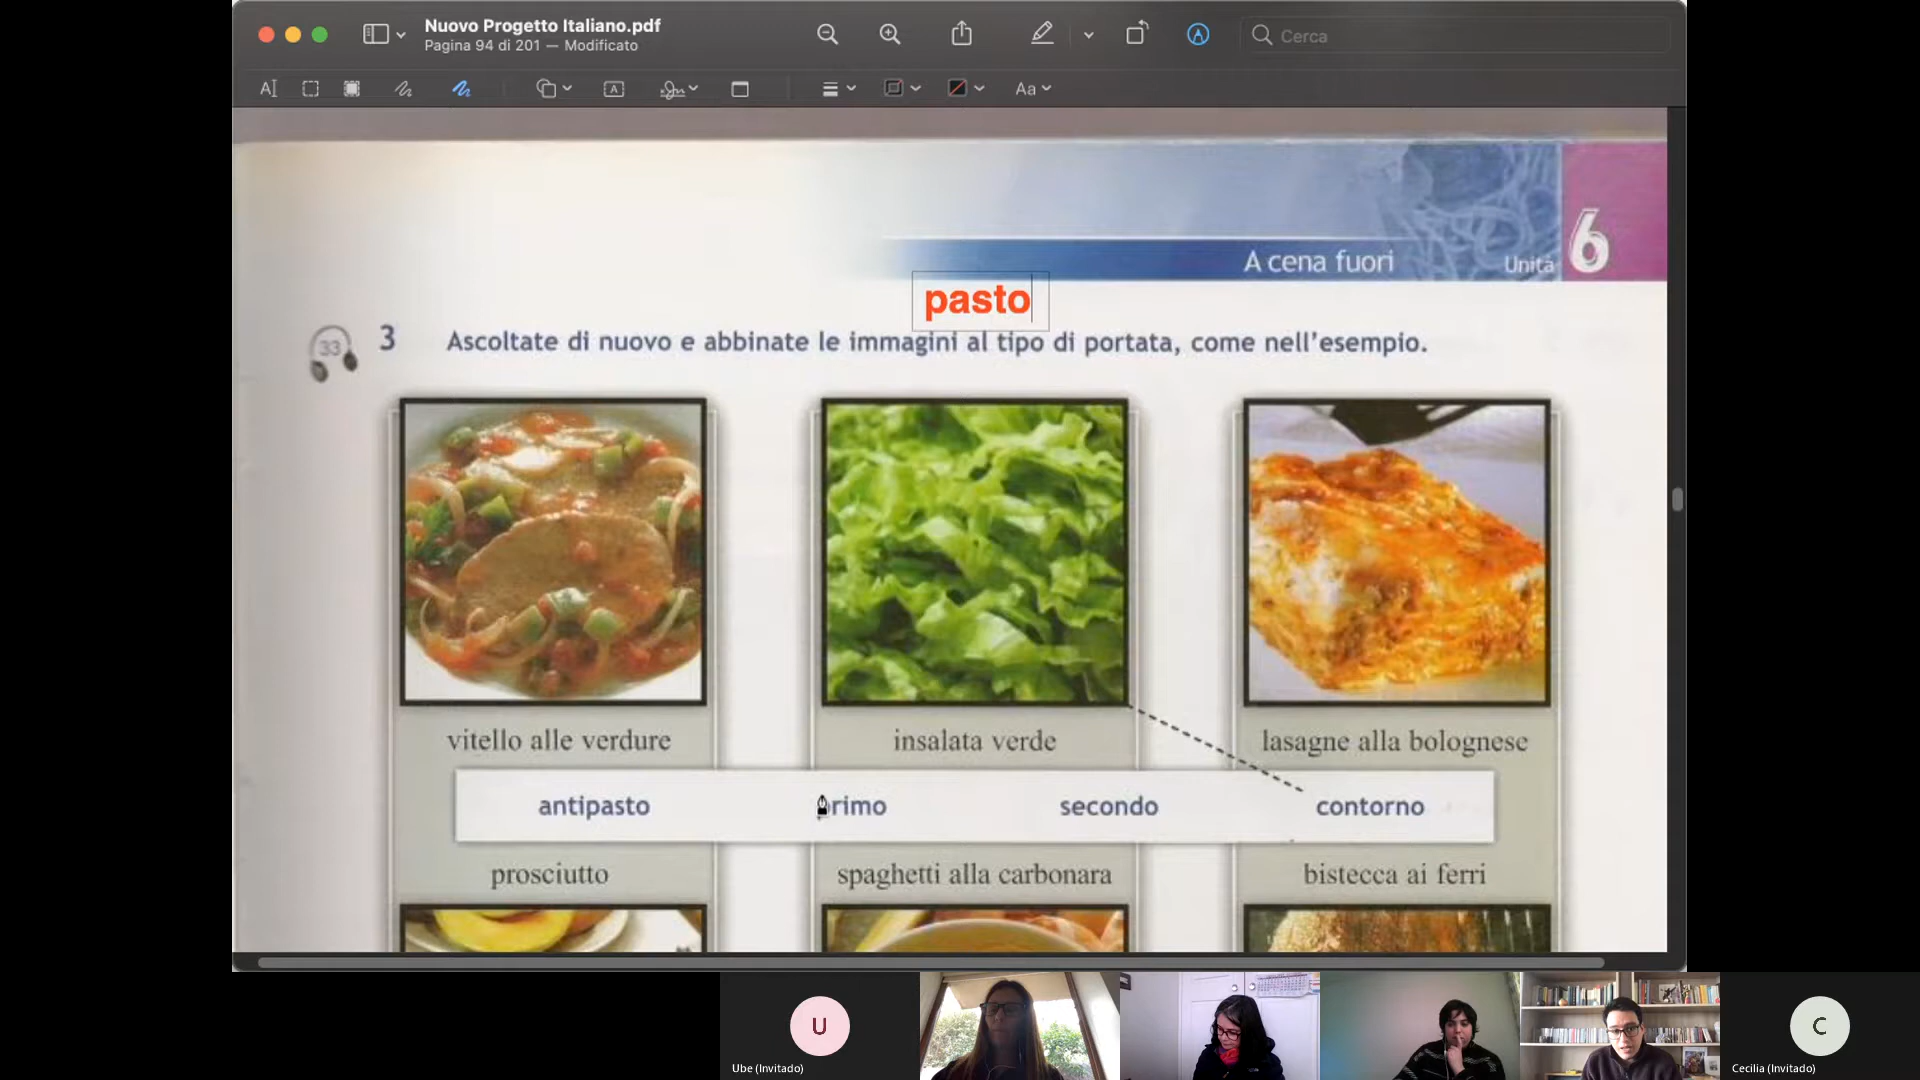 Nuovo Progetto Italiano.pdf
Pagina 94 di 201 — Modificato
Cerca
A
A
Aa
A cena fuori
Unità
6
pasto
33
3
Ascoltate di nuovo e abbinate le immagini al tipo di portata, come nell'esempio.
vitello alle verdure
insalata verde
lasagne alla bolognese
antipasto
primo
secondo
contorno
prosciutto
spaghetti alla carbonara
bistecca ai ferri
U
Ube (Invitado)
C
Cecilia (Invitado)